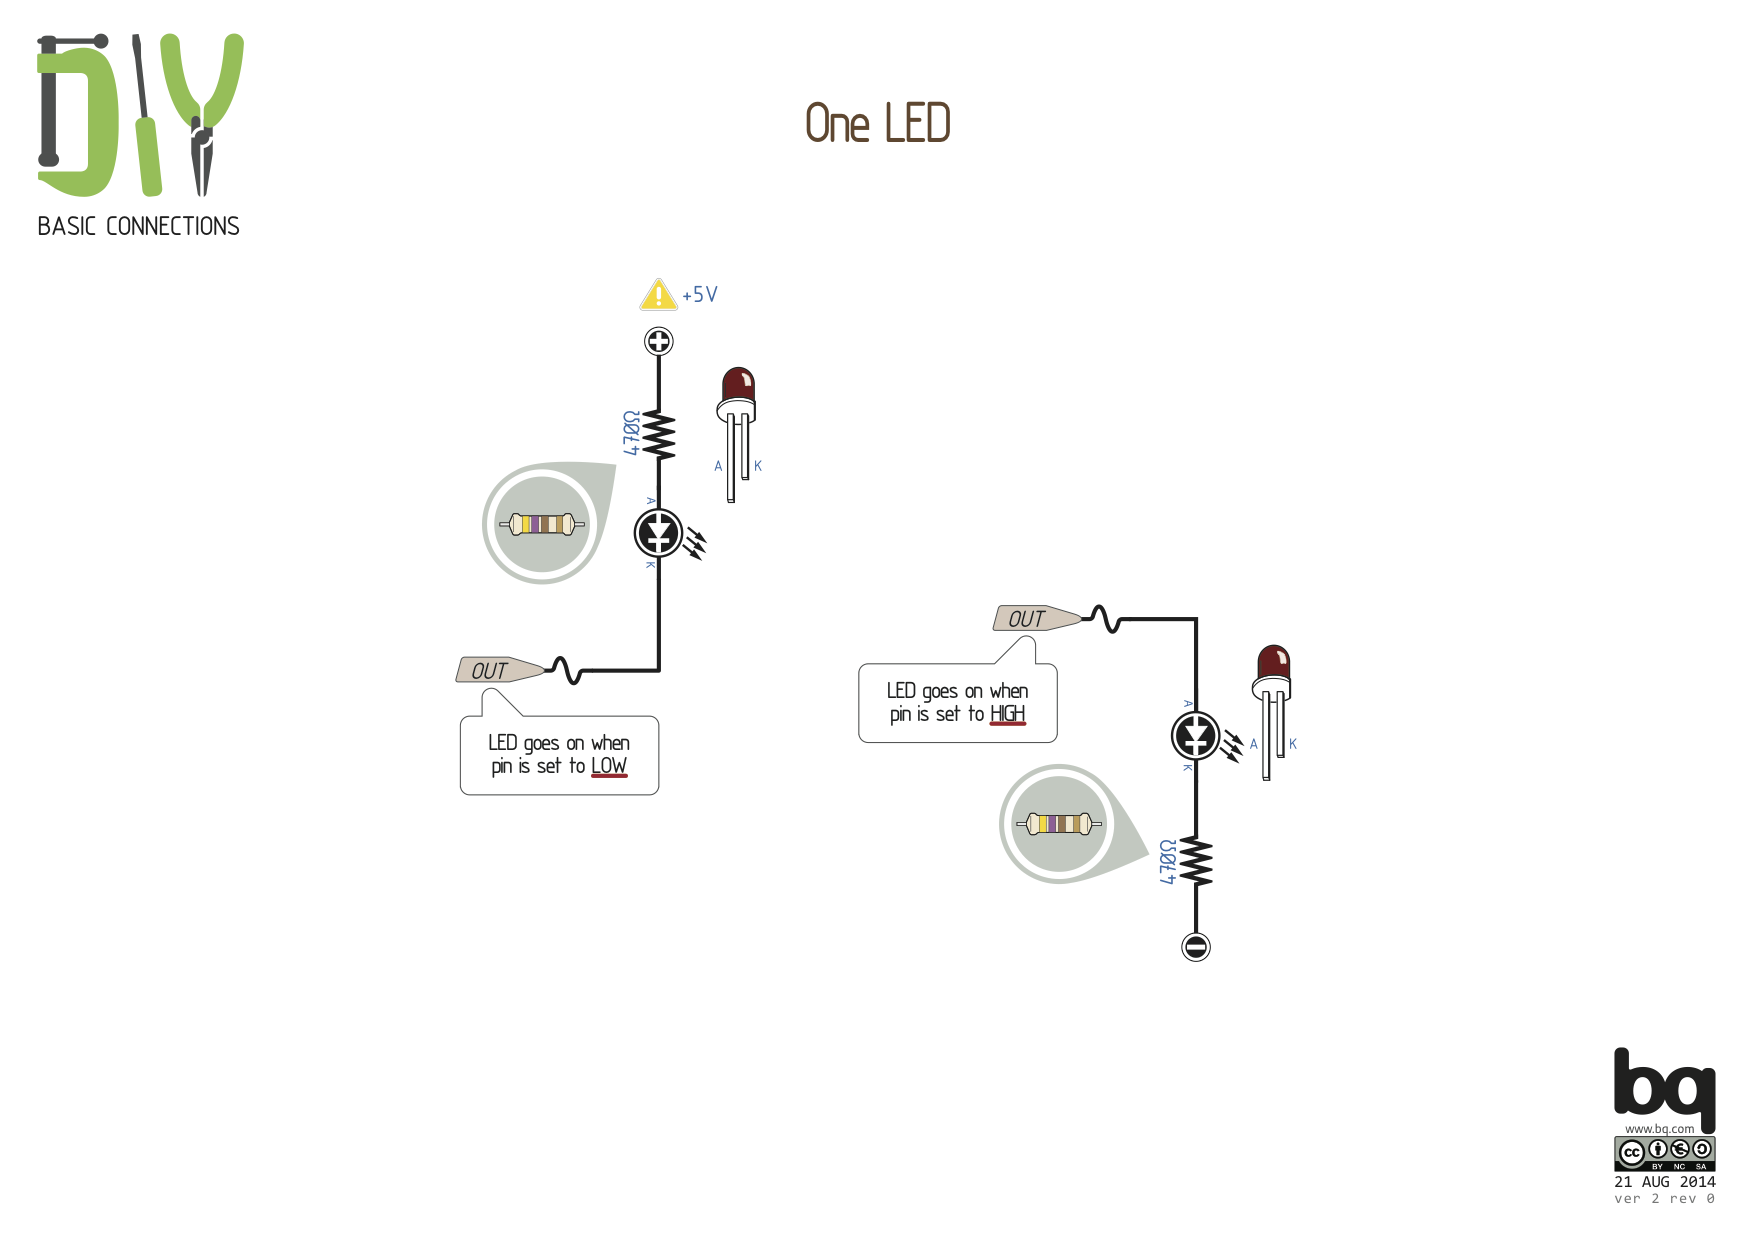 DIY
BASIC CONNECTIONS
One LED
+5V
470Ω
A
K
A
K
OUT
LED goes on when
pin is set to LOW
OUT
LED goes on when
pin is set to HIGH
A
K
A
K
470Ω
bq
www.bq.com
cc
BY NC SA
21 AUG 2014
ver 2 rev 0